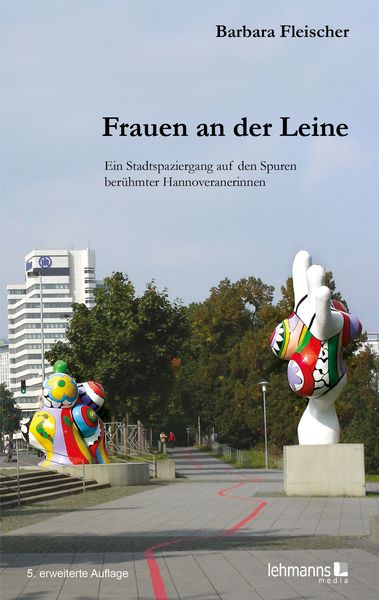 Barbara Fleischer
Frauen an der Leine
Ein Stadtspaziergang auf den Spuren
berühmter Hannoveranerinnen
5. erweiterte Auflage
lehmanns
media